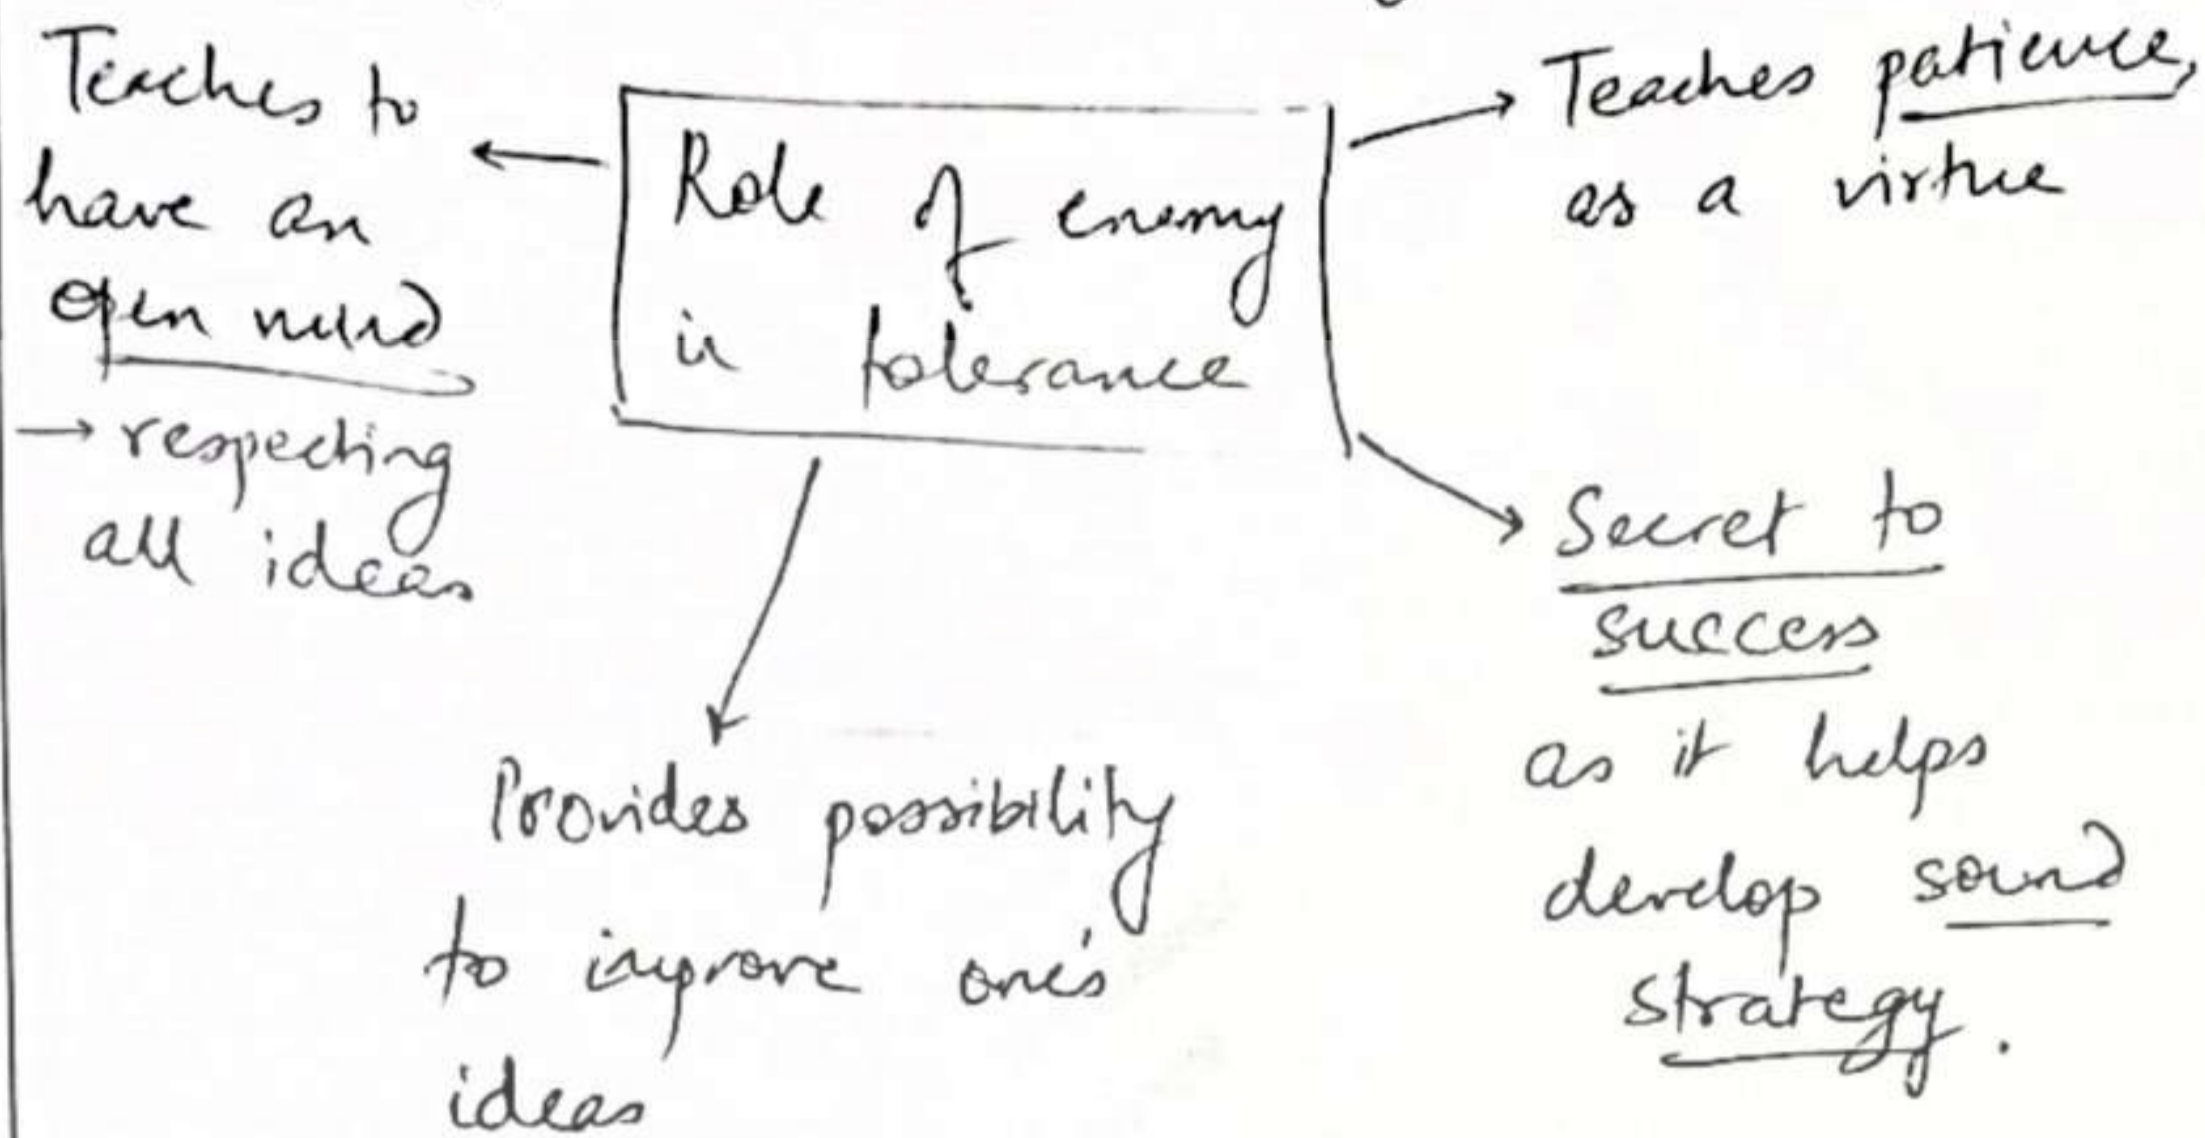 Role of enemy
in tolerance
Teaches to
have an
open mind
→ respecting
all ideas
Teaches patience,
as a virtue
Secret to
success
as it helps
develop sound
strategy.
Provides possibility
to improve one's
ideas